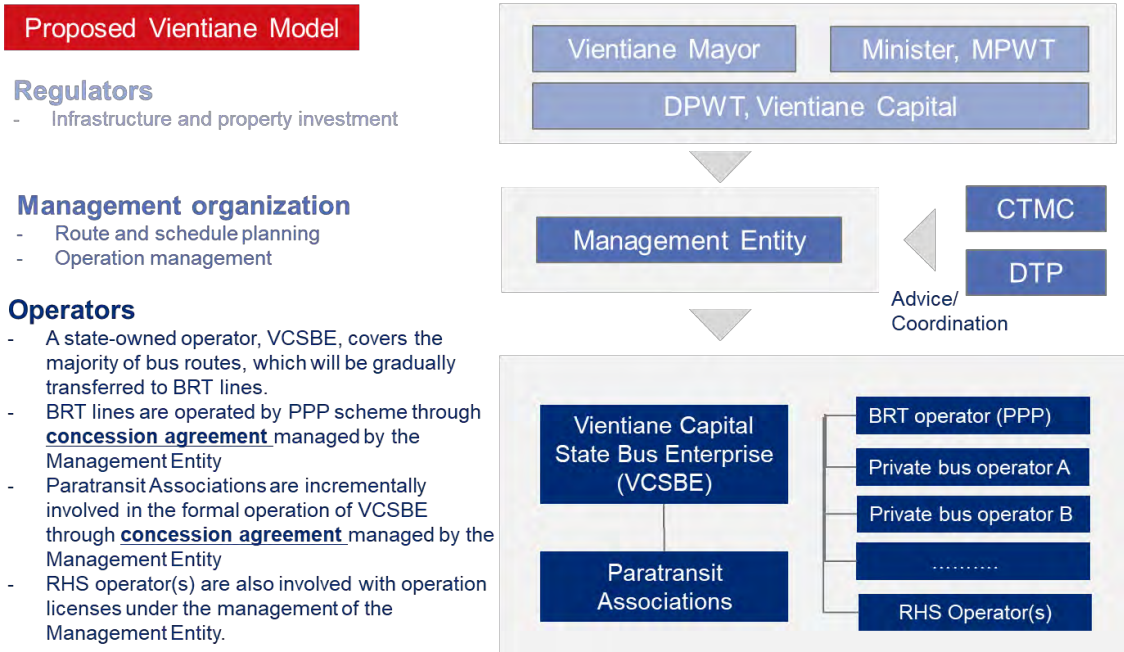 Proposed Vientiane Model
Regulators
- Infrastructure and property investment
Management organization
- Route and schedule planning
- Operation management
Operators
- A state-owned operator, VCSBE, covers the
majority of bus routes, which will be gradually
transferred to BRT lines.
- BRT lines are operated by PPP scheme through
concession agreement managed by the
Management Entity
- Paratransit Associations are incrementally
involved in the formal operation of VCSBE
through concession agreement managed by the
Management Entity
- RHS operator(s) are also involved with operation
licenses under the management of the
Management Entity.
Vientiane Mayor
Minister, MPWT
DPWT, Vientiane Capital
Management Entity
CTMC
DTP
Advice/
Coordination
Vientiane Capital
State Bus Enterprise
(VCSBE)
Paratransit
Associations
BRT operator (PPP)
Private bus operator A
Private bus operator B
..........
RHS Operator(s)